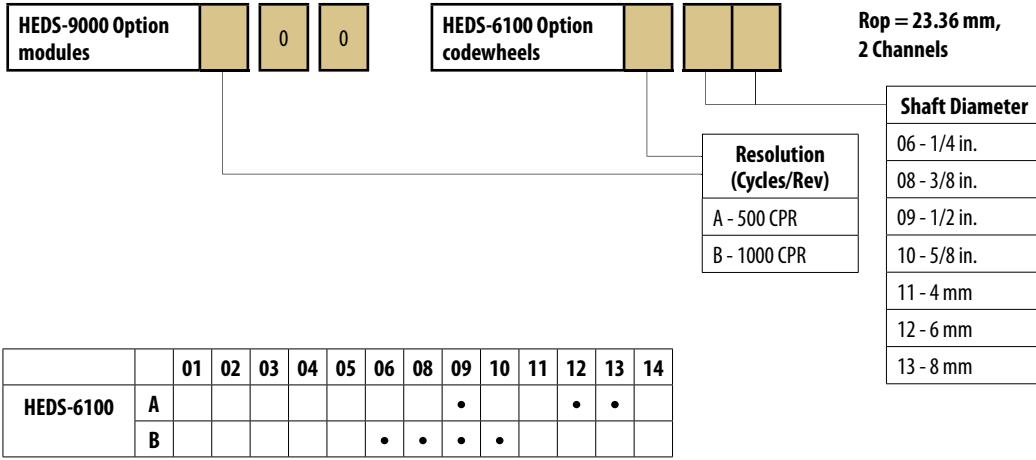 HEDS-9000 Option
modules
0
0
HEDS-6100 Option
codewheels
Rop = 23.36 mm,
2 Channels
Shaft Diameter
06 - 1/4 in.
08 - 3/8 in.
09 - 1/2 in.
10 - 5/8 in.
11 - 4 mm
12 - 6 mm
13 - 8 mm
Resolution
(Cycles/Rev)
A - 500 CPR
B - 1000 CPR
01 02 03 04 05 06 08 09 10 11 12 13 14
HEDS-6100 A • • •
B • • • •